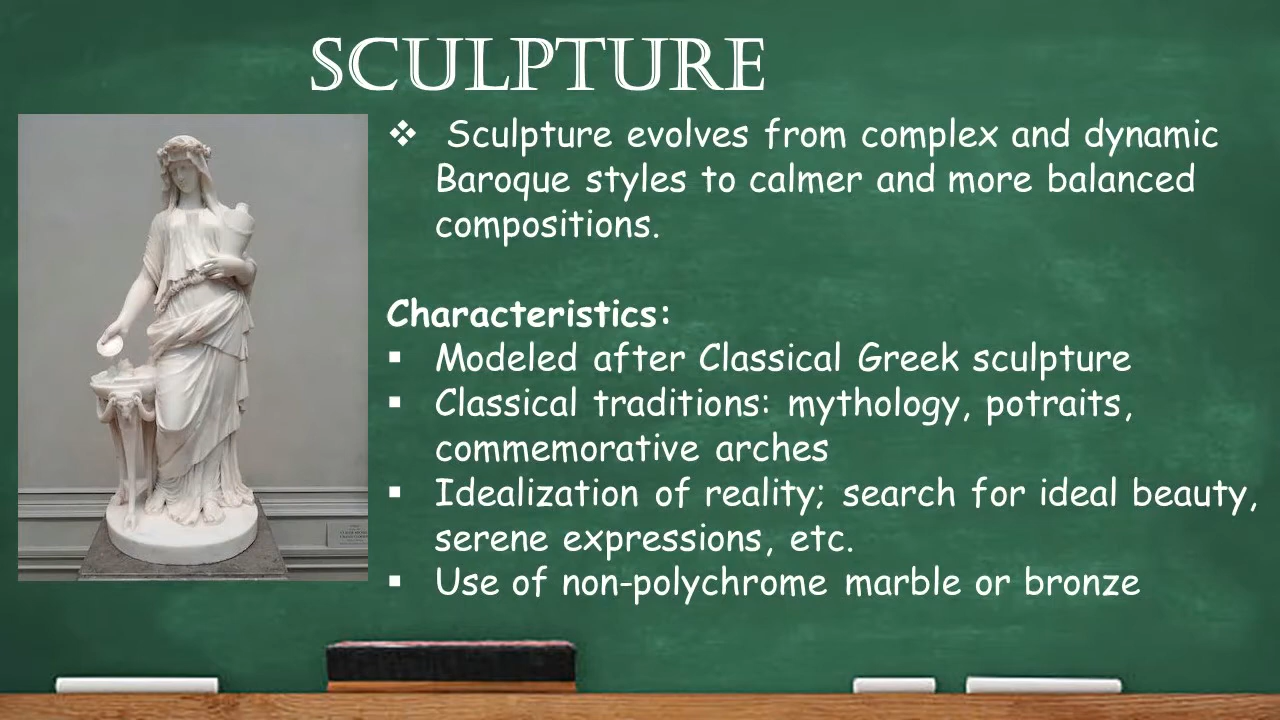 SCULPTURE
❖ Sculpture evolves from complex and dynamic
Baroque styles to calmer and more balanced
compositions.
Characteristics:
▪ Modeled after Classical Greek sculpture
▪ Classical traditions: mythology, potraits,
commemorative arches
▪ Idealization of reality; search for ideal beauty,
serene expressions, etc.
▪ Use of non-polychrome marble or bronze